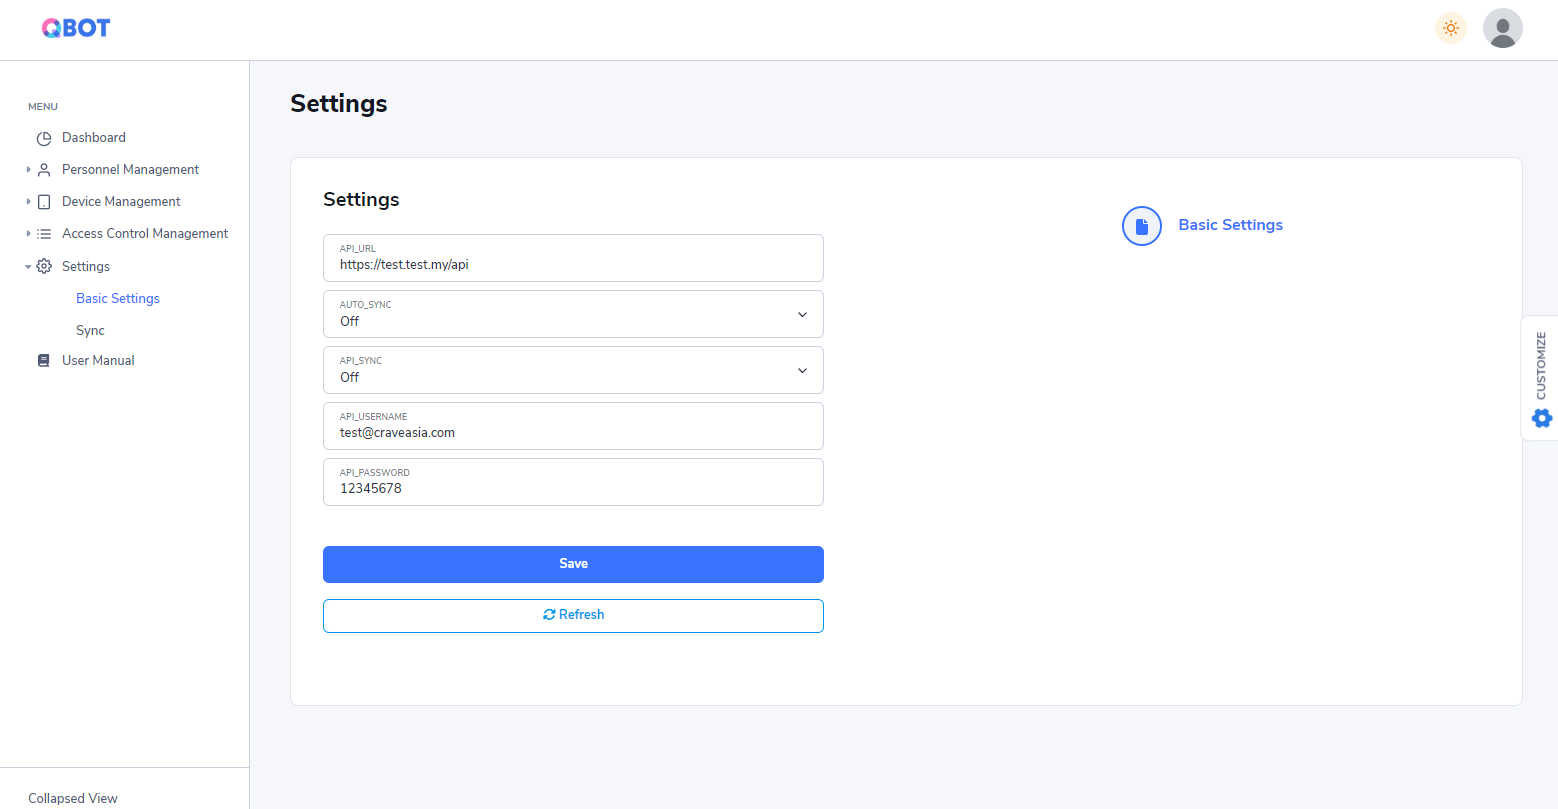 QBOT
MENU
Dashboard
Personnel Management
Device Management
Access Control Management
Settings
Basic Settings
Sync
User Manual
Collapsed View
Settings
Settings
API_URL
https://test.test.my/api
AUTO_SYNC
Off
API_SYNC
Off
API_USERNAME
test@craveasia.com
API_PASSWORD
12345678
Save
Refresh
Basic Settings
CUSTOMIZE